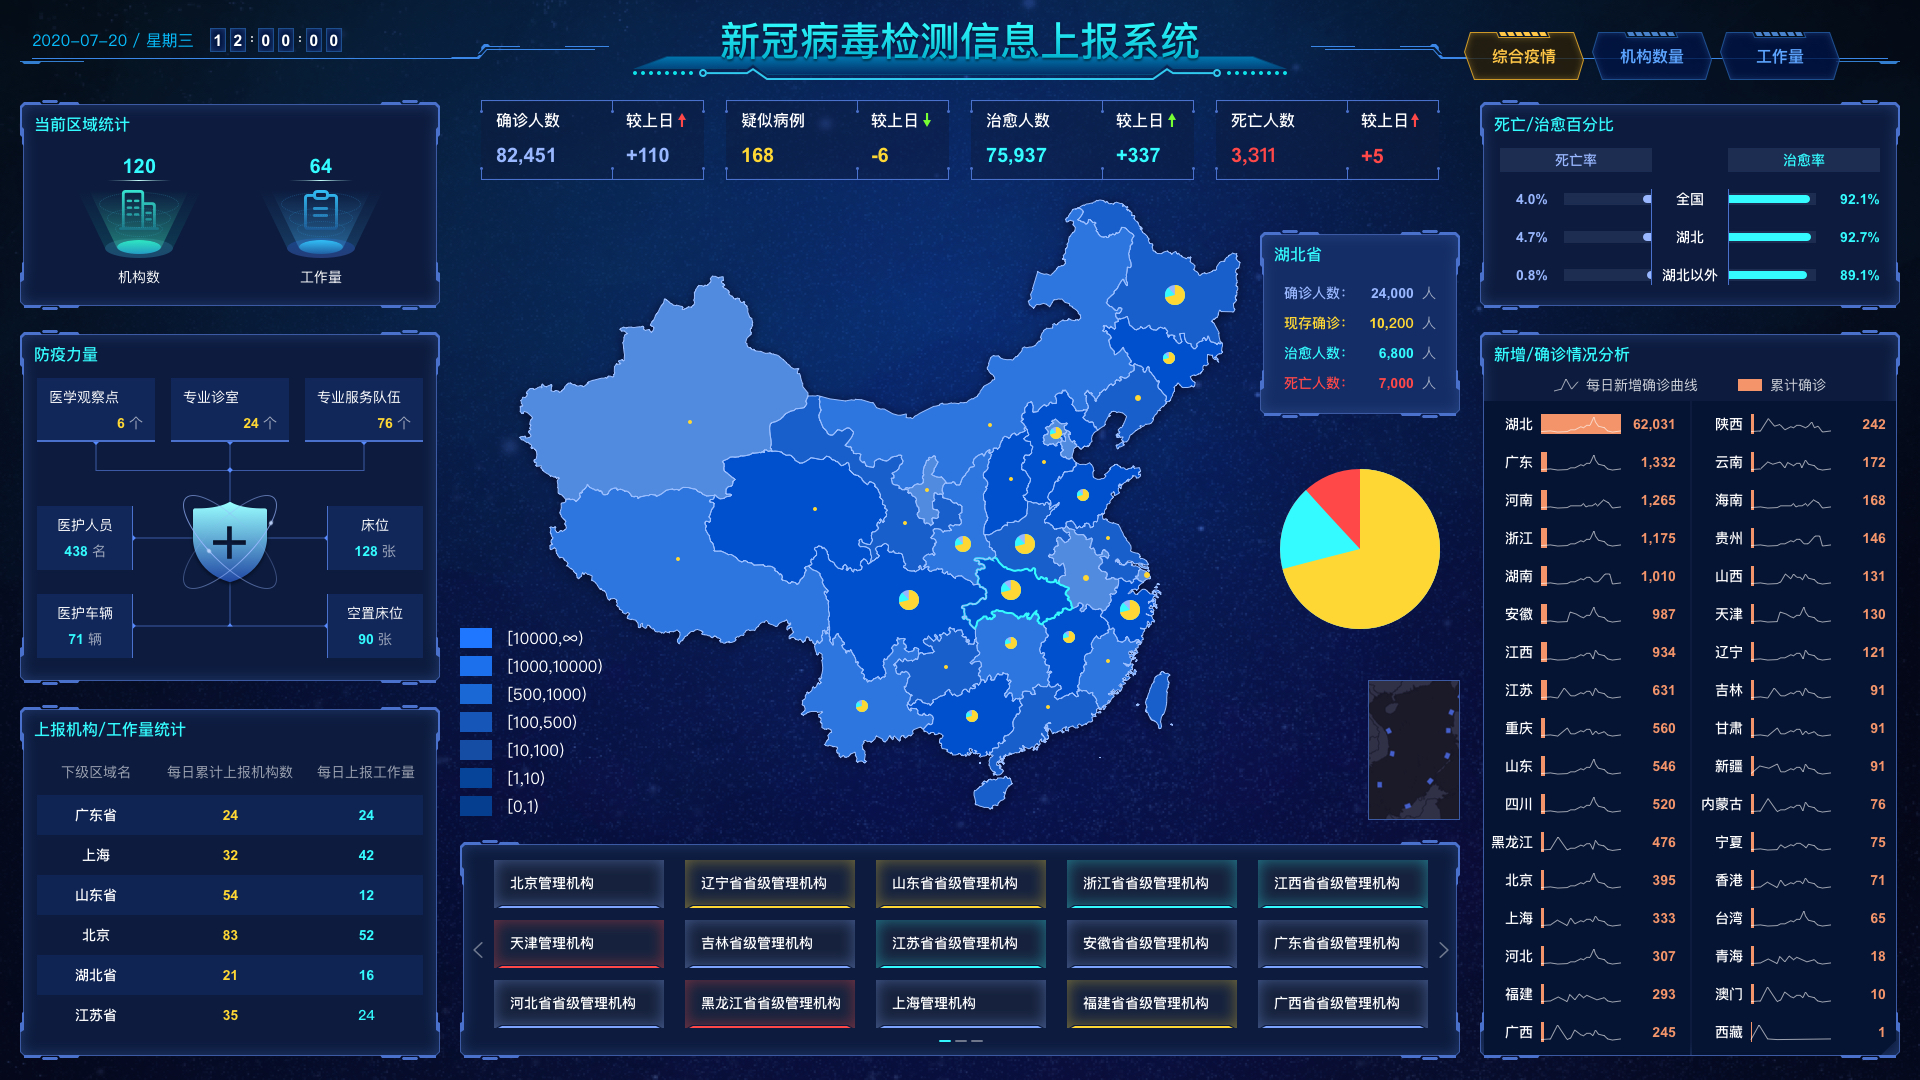 2020-07-20 / 星期三 12:00:00
新冠病毒检测信息上报系统
综合疫情 机构数量 工作量
当前区域统计
120 64
机构数 工作量
防疫力量
医学观察点 专业诊室 专业服务队伍
6 个 24 个 76 个
医护人员 床位
438 名 128 张
医护车辆 空置床位
71 辆 90 张
上报机构/工作量统计
下级区域名 每日累计上报机构数 每日上报工作量
广东省 24 24
上海 32 42
山东省 54 12
北京 83 52
湖北省 21 16
江苏省 35 24
确诊人数 较上日
82,451 +110
疑似病例 较上日
168 -6
治愈人数 较上日
75,937 +337
死亡人数 较上日
3,311 +5
湖北省
确诊人数: 24,000 人
现存确诊: 10,200 人
治愈人数: 6,800 人
死亡人数: 7,000 人
[10000,∞)
[1000,10000)
[500,1000)
[100,500)
[10,100)
[1,10)
[0,1)
北京管理机构 辽宁省省级管理机构 山东省省级管理机构 浙江省省级管理机构 江西省省级管理机构
天津管理机构 吉林省省级管理机构 江苏省省级管理机构 安徽省省级管理机构 广东省省级管理机构
河北省省级管理机构 黑龙江省省级管理机构 上海管理机构 福建省省级管理机构 广西省省级管理机构
死亡/治愈百分比
死亡率 治愈率
4.0% 全国 92.1%
4.7% 湖北 92.7%
0.8% 湖北以外 89.1%
新增/确诊情况分析
每日新增确诊曲线 累计确诊
湖北 62,031 陕西 242
广东 1,332 云南 172
河南 1,265 海南 168
浙江 1,175 贵州 146
湖南 1,010 山西 131
安徽 987 天津 130
江西 934 辽宁 121
江苏 631 吉林 91
重庆 560 甘肃 91
山东 546 新疆 91
四川 520 内蒙古 76
黑龙江 476 宁夏 75
北京 395 香港 71
上海 333 台湾 65
河北 307 青海 18
福建 293 澳门 10
广西 245 西藏 1